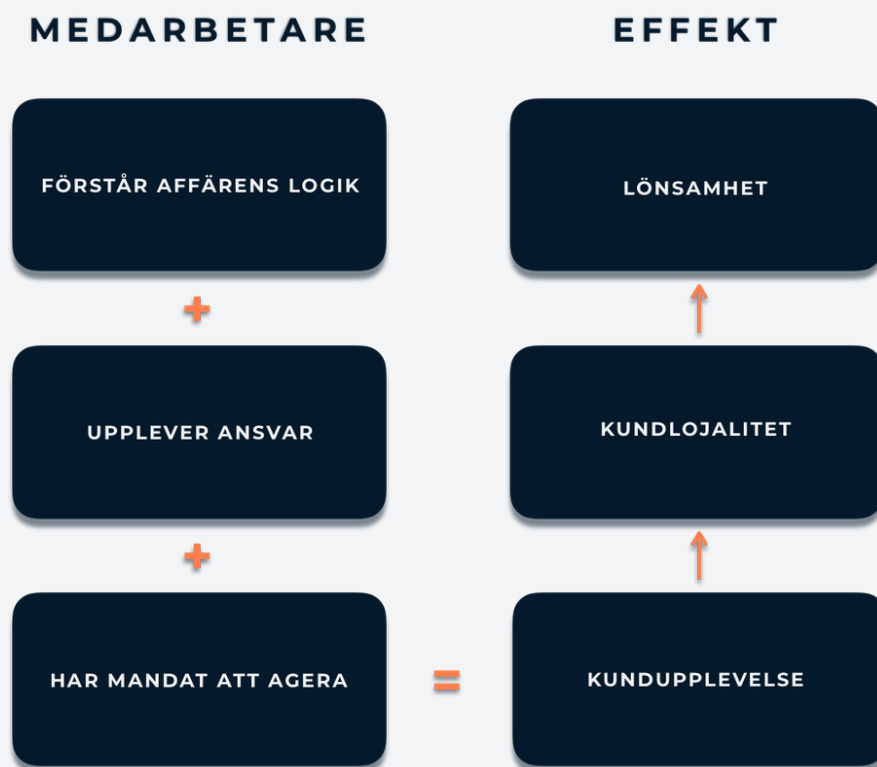 MEDARBETARE
EFFEKT
FÖRSTÅR AFFÄRENS LOGIK
LÖNSAMHET
+
UPPLEVER ANSVAR
KUNDLOJALITET
+
HAR MANDAT ATT AGERA
=
KUNDUPPLEVELSE